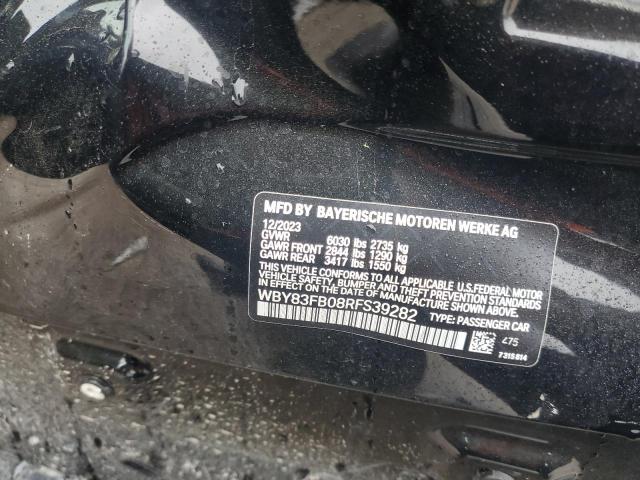 MFD BY BAYERISCHE MOTOREN WERKE AG
12/2023
GVWR 6030 lbs 2735 kg
GAWR FRONT 2844 lbs 1290 kg
GAWR REAR 3417 lbs 1550 kg
THIS VEHICLE CONFORMS TO ALL APPLICABLE U.S.FEDERAL MOTOR
VEHICLE SAFETY, BUMPER AND THEFT PREVENTION STANDARDS
IN EFFECT ON THE DATE OF MANUFACTURE SHOWN ABOVE.
WBY83FB08RFS39282 TYPE: PASSENGER CAR
475
7315814